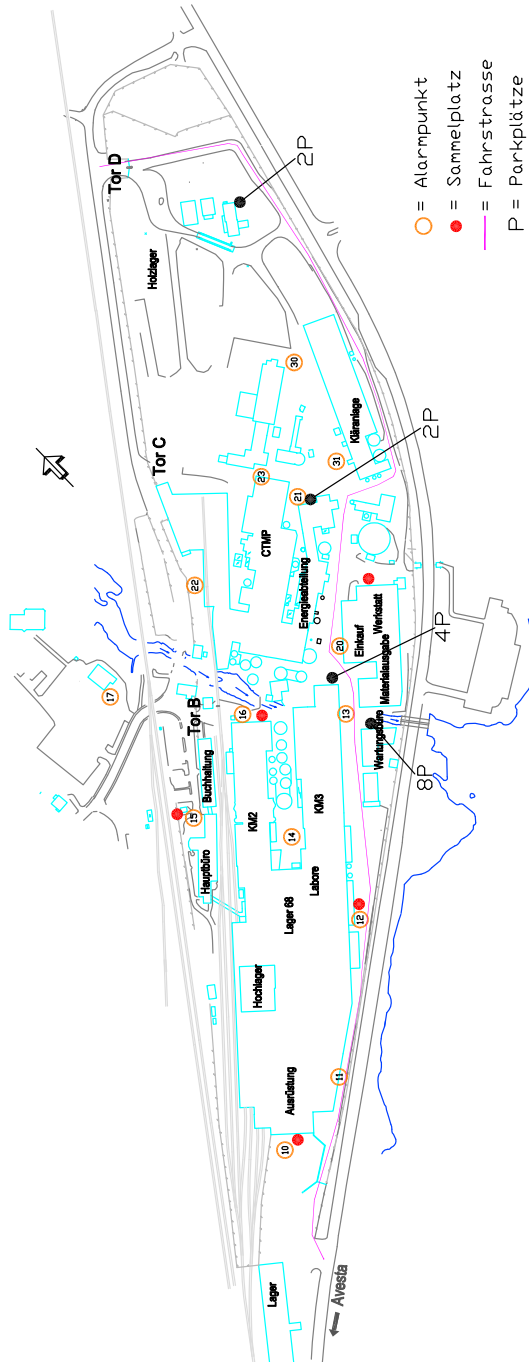 Tor D
2P
Holzlager
Tor C
30
23
Kläranlage
31
21
2P
CTMP
Energieabteilung
22
17
20
Einkauf
Werkstatt
Materialausgabe
4P
Tor B
16
13
Wartungsbüro
8P
Buchhaltung
15
Hauptbüro
KM2
14
KM3
Labore
Lager 68
12
Hochlager
11
Ausrüstung
10
Lager
Avesta
= Alarmpunkt
= Sammelplatz
= Fahrstrasse
P = Parkplätze